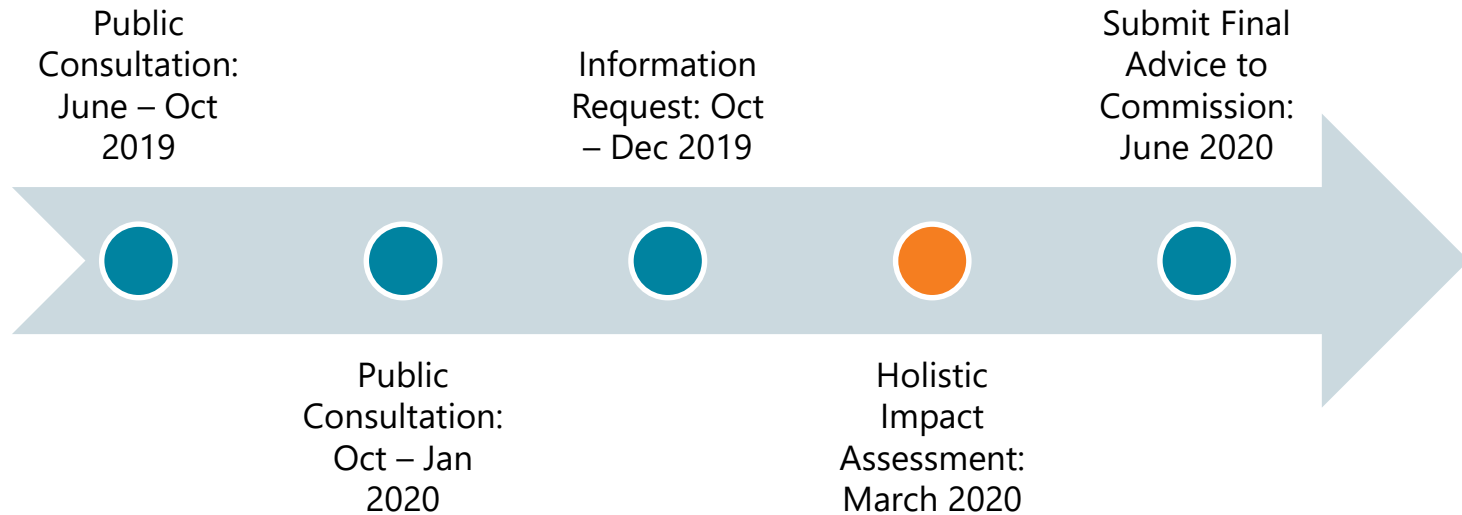 Public
Consultation:
June – Oct
2019
Public
Consultation:
Oct – Jan
2020
Information
Request: Oct
– Dec 2019
Holistic
Impact
Assessment:
March 2020
Submit Final
Advice to
Commission:
June 2020